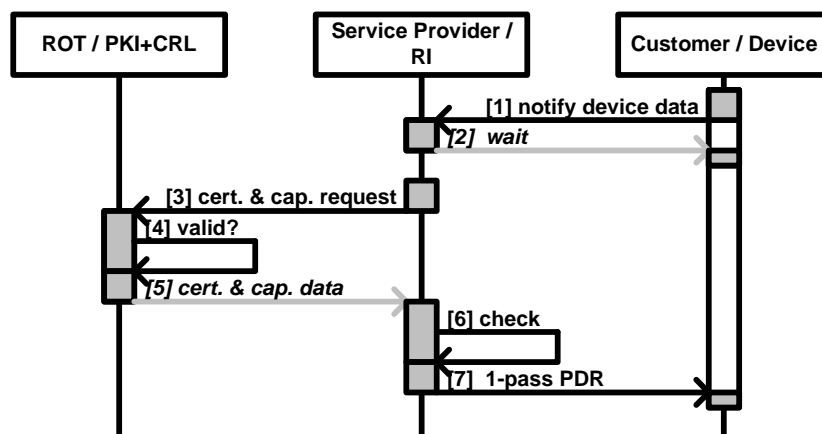 ROT / PKI+CRL
Service Provider /
RI
Customer / Device
[1] notify device data
[2] wait
[3] cert. & cap. request
[4] valid?
[5] cert. & cap. data
[6] check
[7] 1-pass PDR